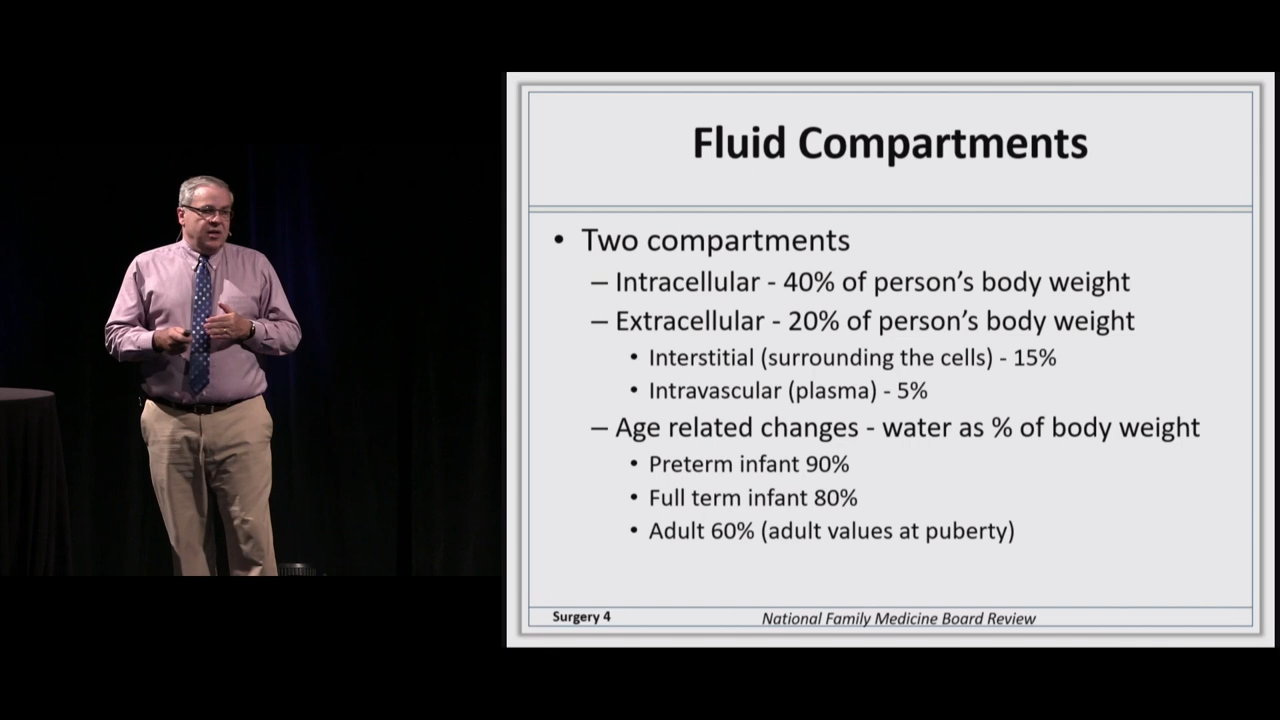 Fluid Compartments
• Two compartments
– Intracellular - 40% of person's body weight
– Extracellular - 20% of person's body weight
• Interstitial (surrounding the cells) - 15%
• Intravascular (plasma) - 5%
– Age related changes - water as % of body weight
• Preterm infant 90%
• Full term infant 80%
• Adult 60% (adult values at puberty)
Surgery 4
National Family Medicine Board Review